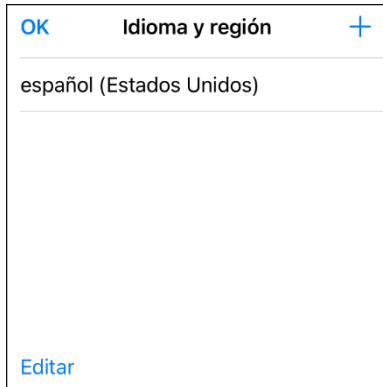 OK Idioma y región +
español (Estados Unidos)
Editar